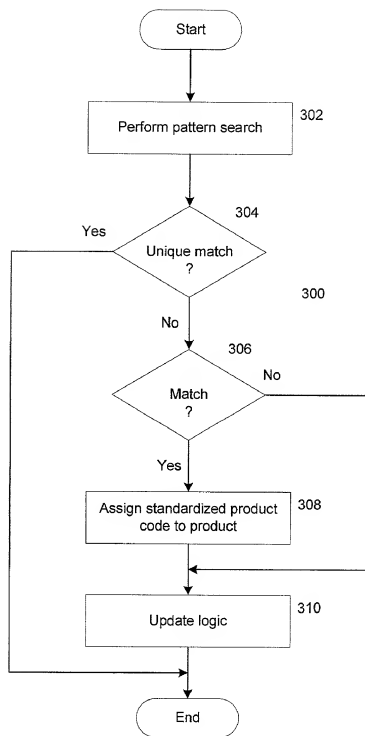 Start
Perform pattern search
302
304
Yes
Unique match
?
300
No
306
Match
?
No
Yes
Assign standardized product
code to product
308
Update logic
310
End